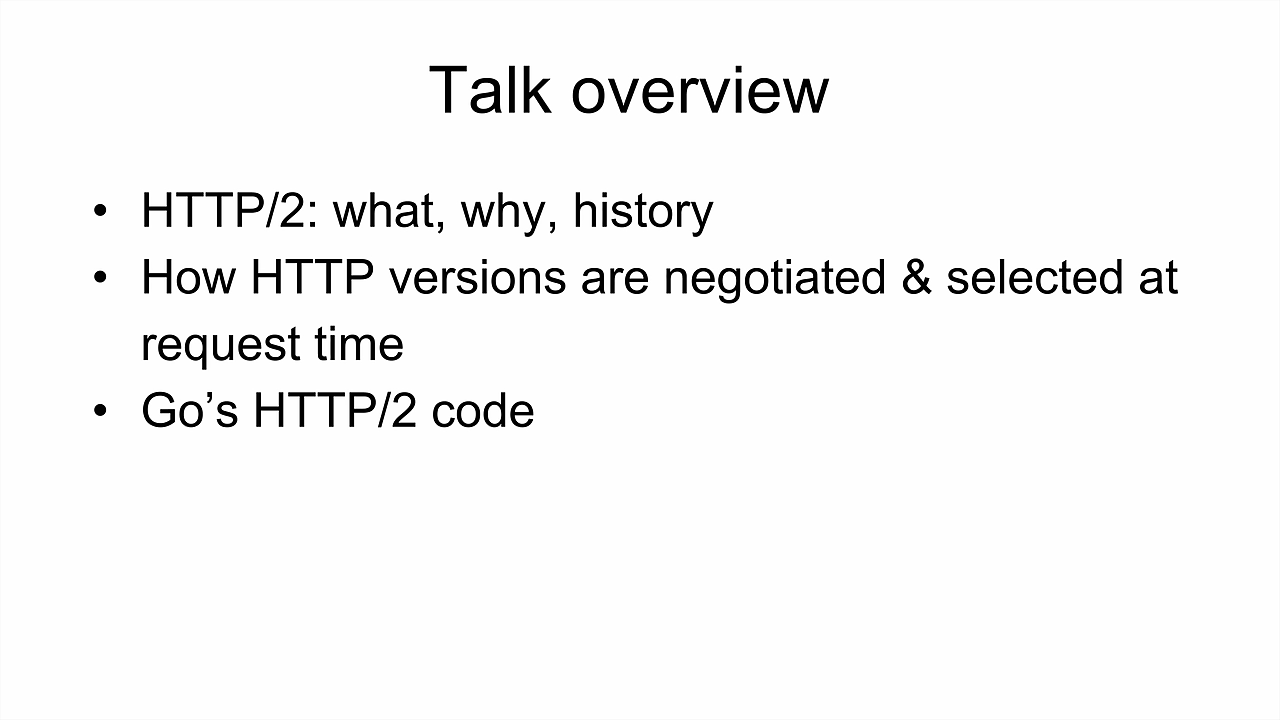 Talk overview
• HTTP/2: what, why, history
• How HTTP versions are negotiated & selected at
request time
• Go’s HTTP/2 code